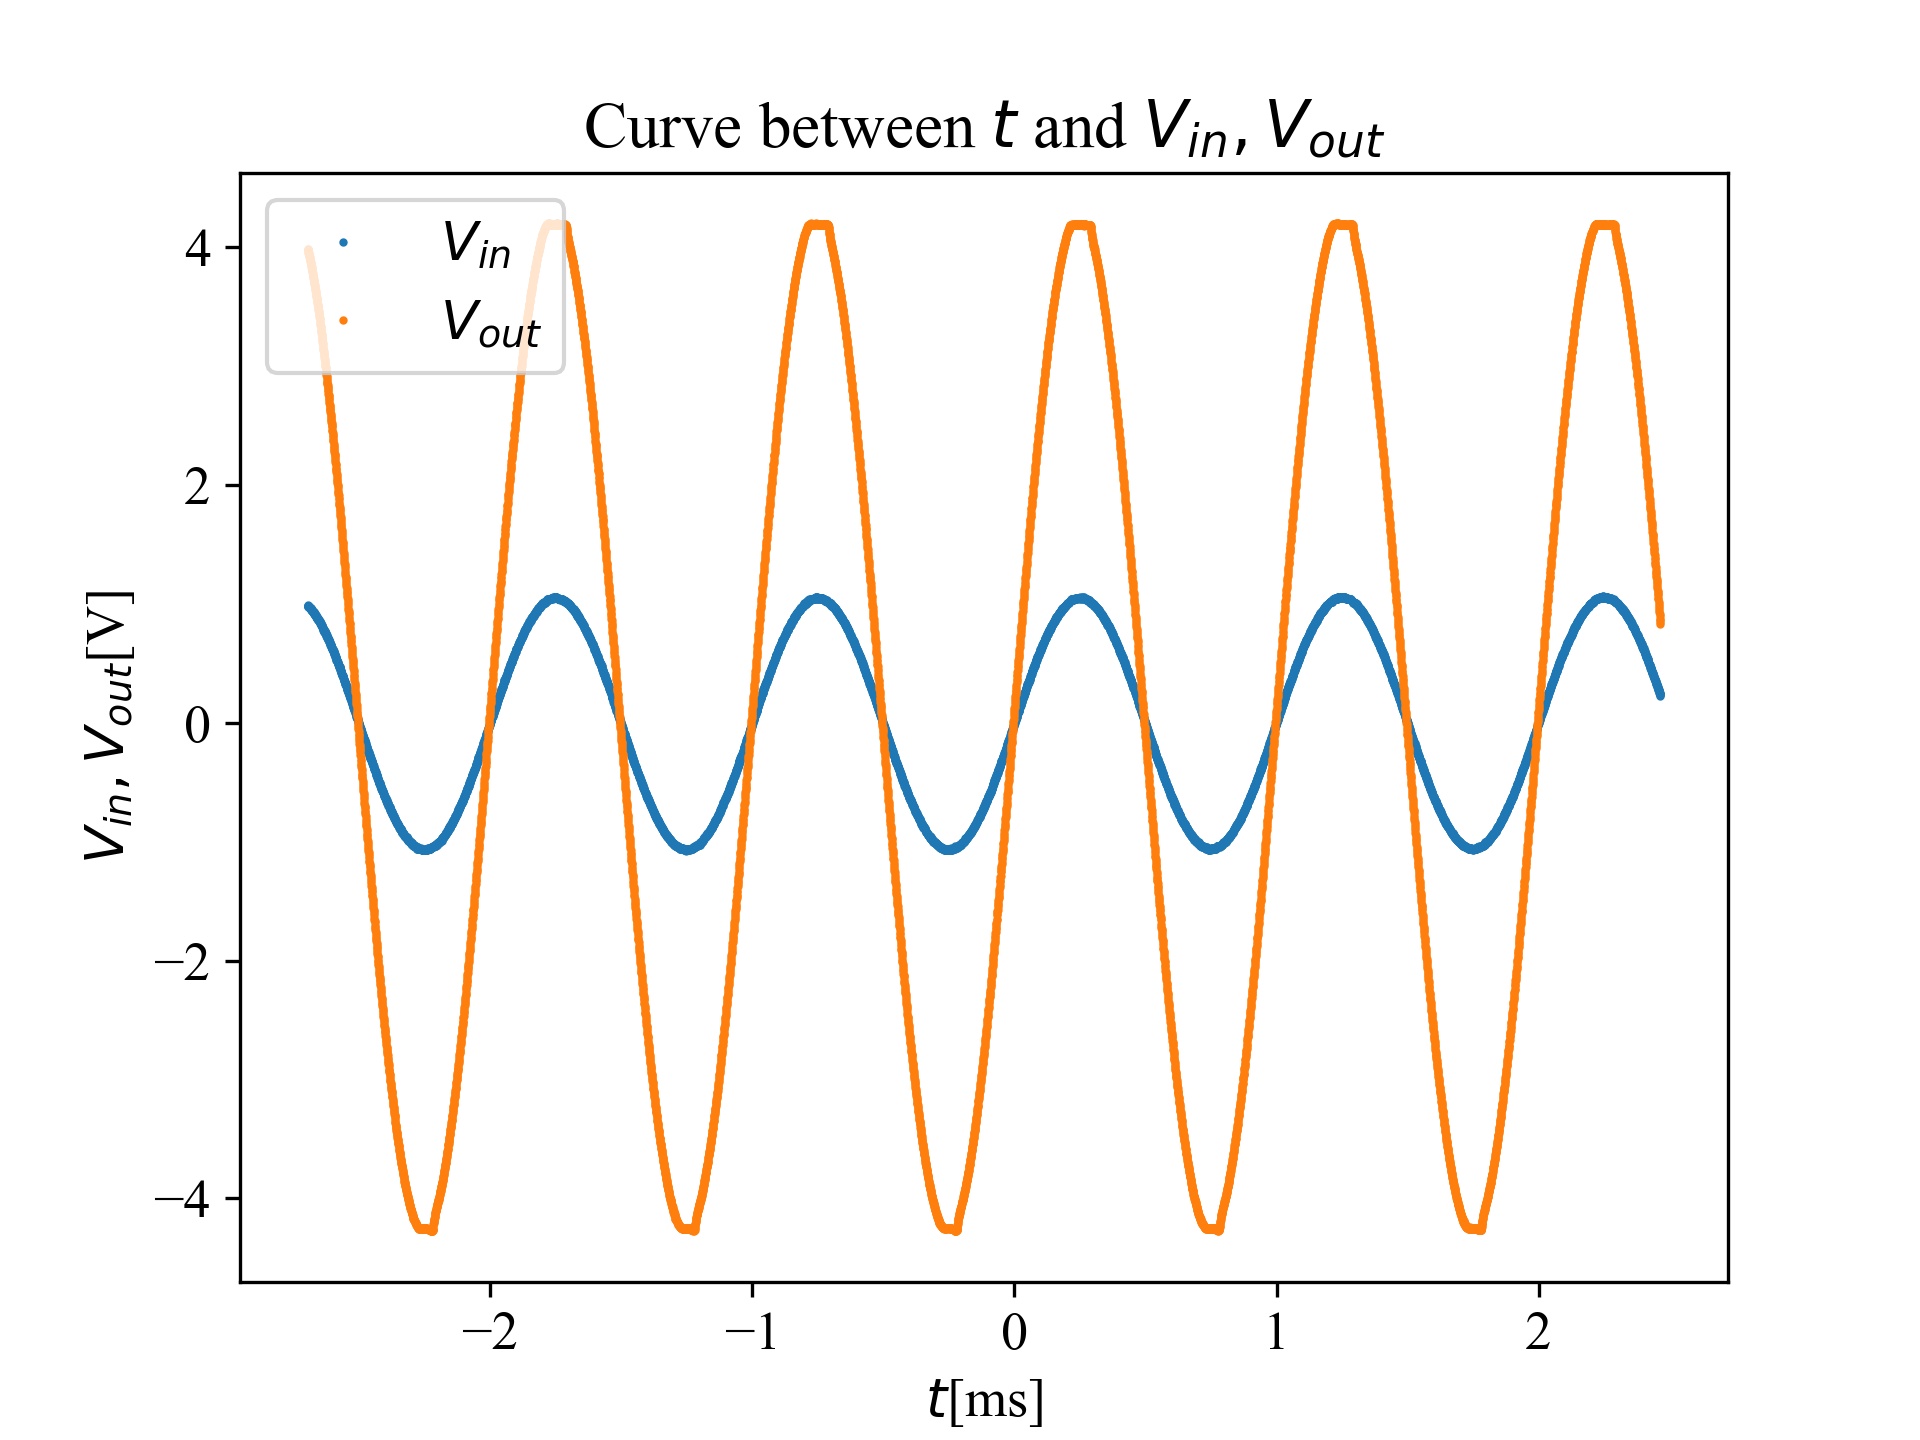 Curve between t and Vin, Vout
Vin
Vout
4
2
0
−2
−4
Vin, Vout[V]
−2 −1 0 1 2
t[ms]